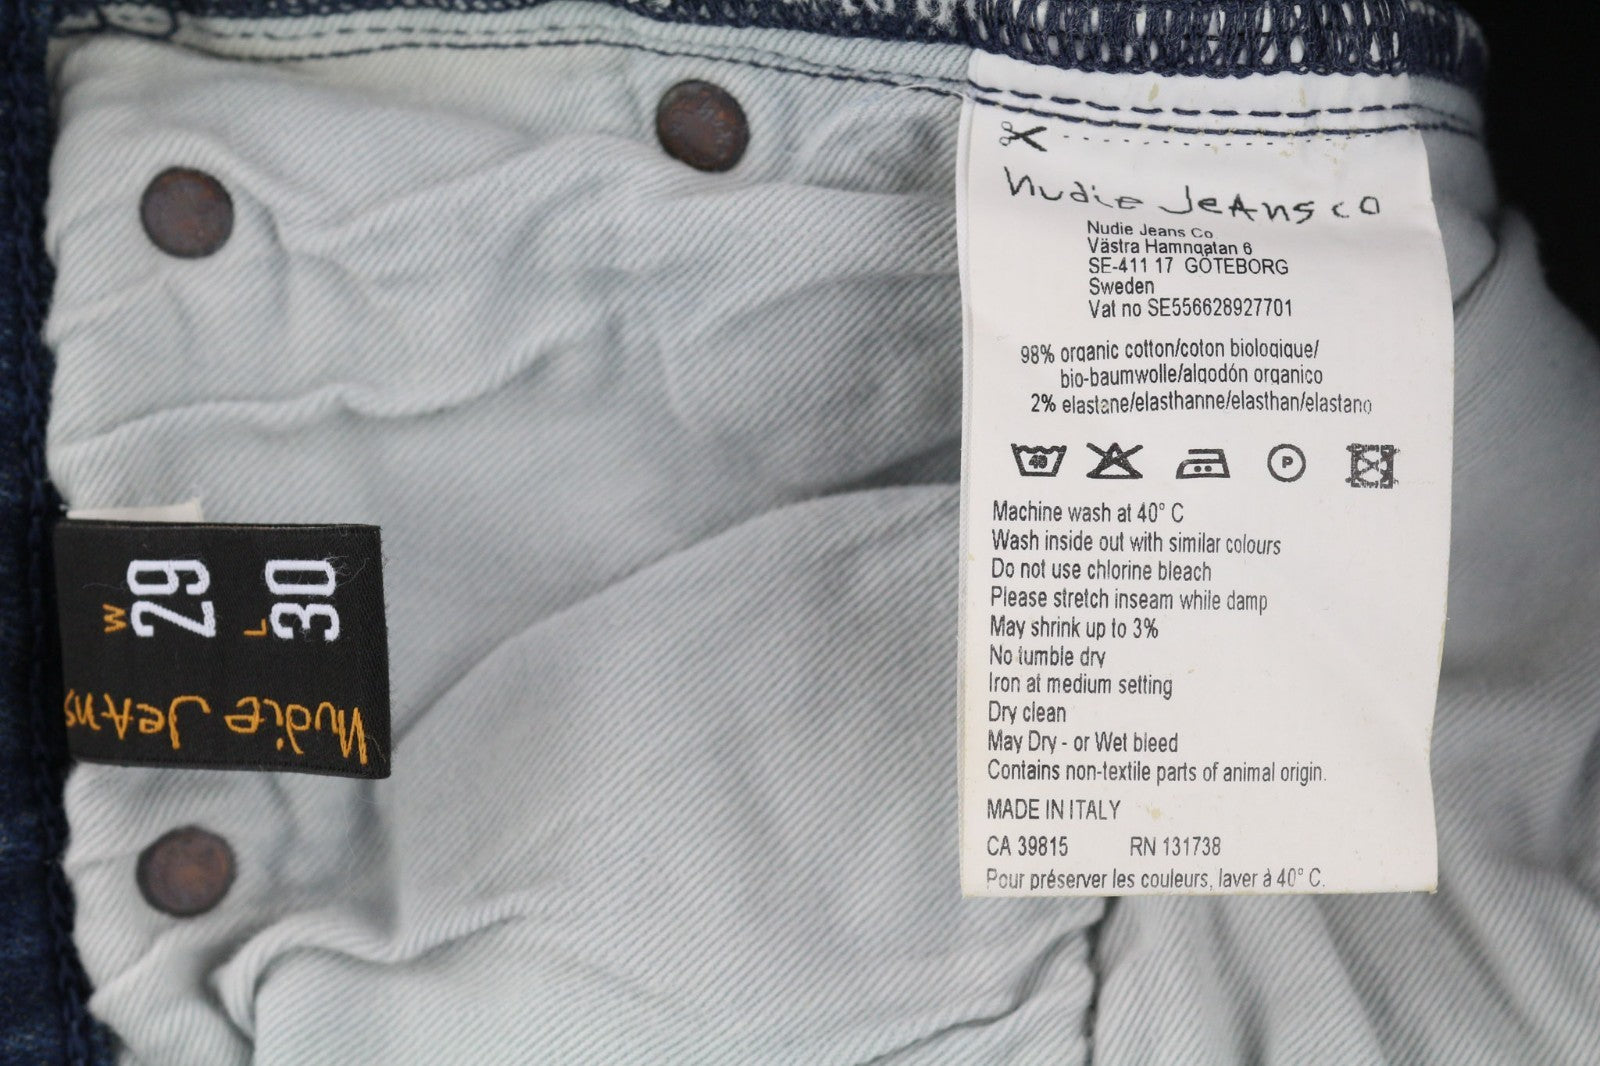 Nudie Jeans co
Nudie Jeans Co
Västra Hamngatan 6
SE-411 17 GÖTEBORG
Sweden
Vat no SE556628927701
98% organic cotton/coton biologique/
bio-baumwolle/algodón organico
2% elastane/elasthanne/elasthan/elastano
40
P
Machine wash at 40° C
Wash inside out with similar colours
Do not use chlorine bleach
Please stretch inseam while damp
May shrink up to 3%
No tumble dry
Iron at medium setting
Dry clean
May Dry - or Wet bleed
Contains non-textile parts of animal origin.
MADE IN ITALY
CA 39815 RN 131738
Pour préserver les couleurs, laver à 40° C.
W 29
L 30
Nudie Jeans